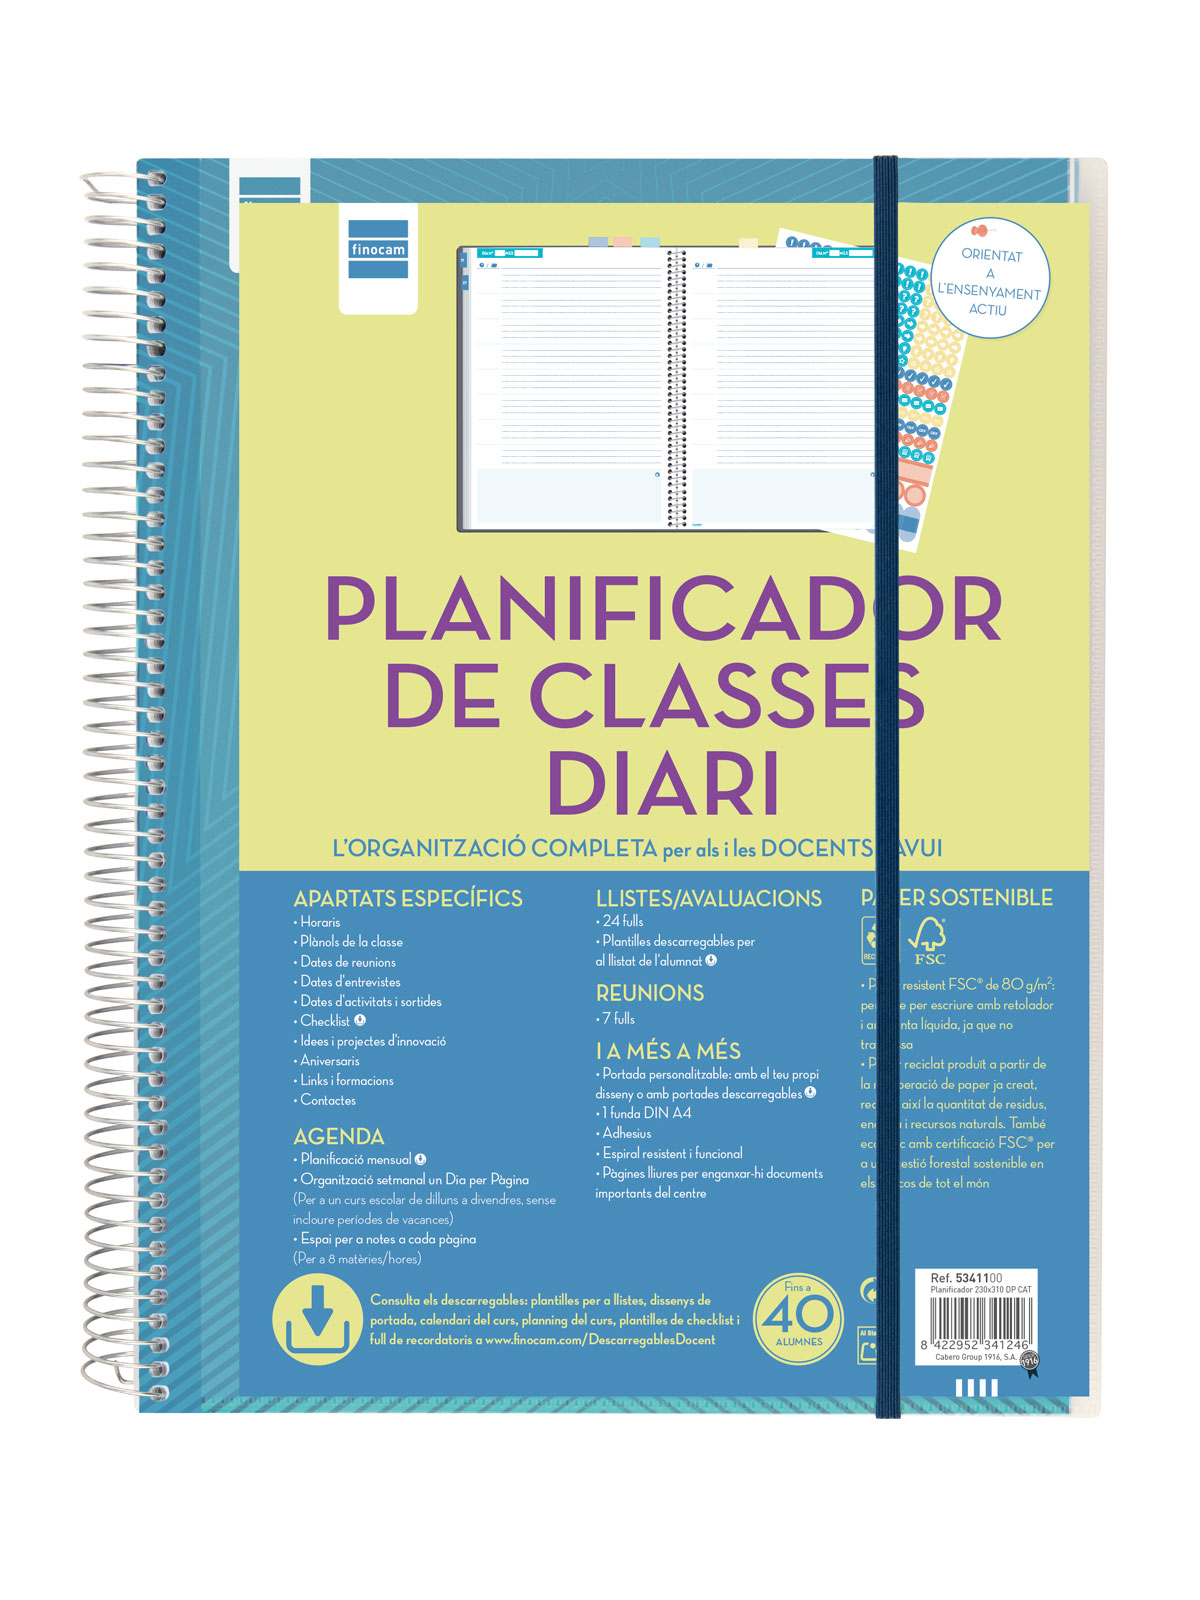 finocam
ORIENTAT
A
L'ENSENYAMENT
ACTIU
PLANIFICADOR
DE CLASSES
DIARI
L'ORGANITZACIÓ COMPLETA per als i les DOCENTS AVUI
APARTATS ESPECÍFICS
• Horaris
• Plànols de la classe
• Dates de reunions
• Dates d'entrevistes
• Dates d'activitats i sortides
• Checklist
• Idees i projectes d'innovació
• Aniversaris
• Links i formacions
• Contactes
AGENDA
• Planificació mensual
• Organització setmanal un Dia per Pàgina
(Per a un curs escolar de dilluns a divendres, sense
incloure períodes de vacances)
• Espai per a notes a cada pàgina
(Per a 8 matèries/hores)
LLISTES/AVALUACIONS
• 24 fulls
• Plantilles descarregables per
al llistat de l'alumnat
REUNIONS
• 7 fulls
I A MÉS A MÉS
• Portada personalitzable: amb el teu propi
disseny o amb portades descarregables
• 1 funda DIN A4
• Adhesius
• Espiral resistent i funcional
• Pàgines lliures per enganxar-hi documents
importants del centre
PAPER SOSTENIBLE
FSC
• resistent FSC® de 80 g/m²:
per escriure amb retolador
i líquida, ja que no
• reciclat produït a partir de
la de paper ja creat,
així la quantitat de residus,
i recursos naturals. També
amb certificació FSC® per
a forestal sostenible en
de tot el món
Consulta els descarregables: plantilles per a llistes, dissenys de
portada, calendari del curs, planning del curs, plantilles de checklist i
full de recordatoris a www.finocam.com/DescarregablesDocent
Fins a
40
ALUMNES
Ref. 5341100
Planificador 230x310 DP CAT
8 422952 341246
Cabero Group 1916, S.A.
1916